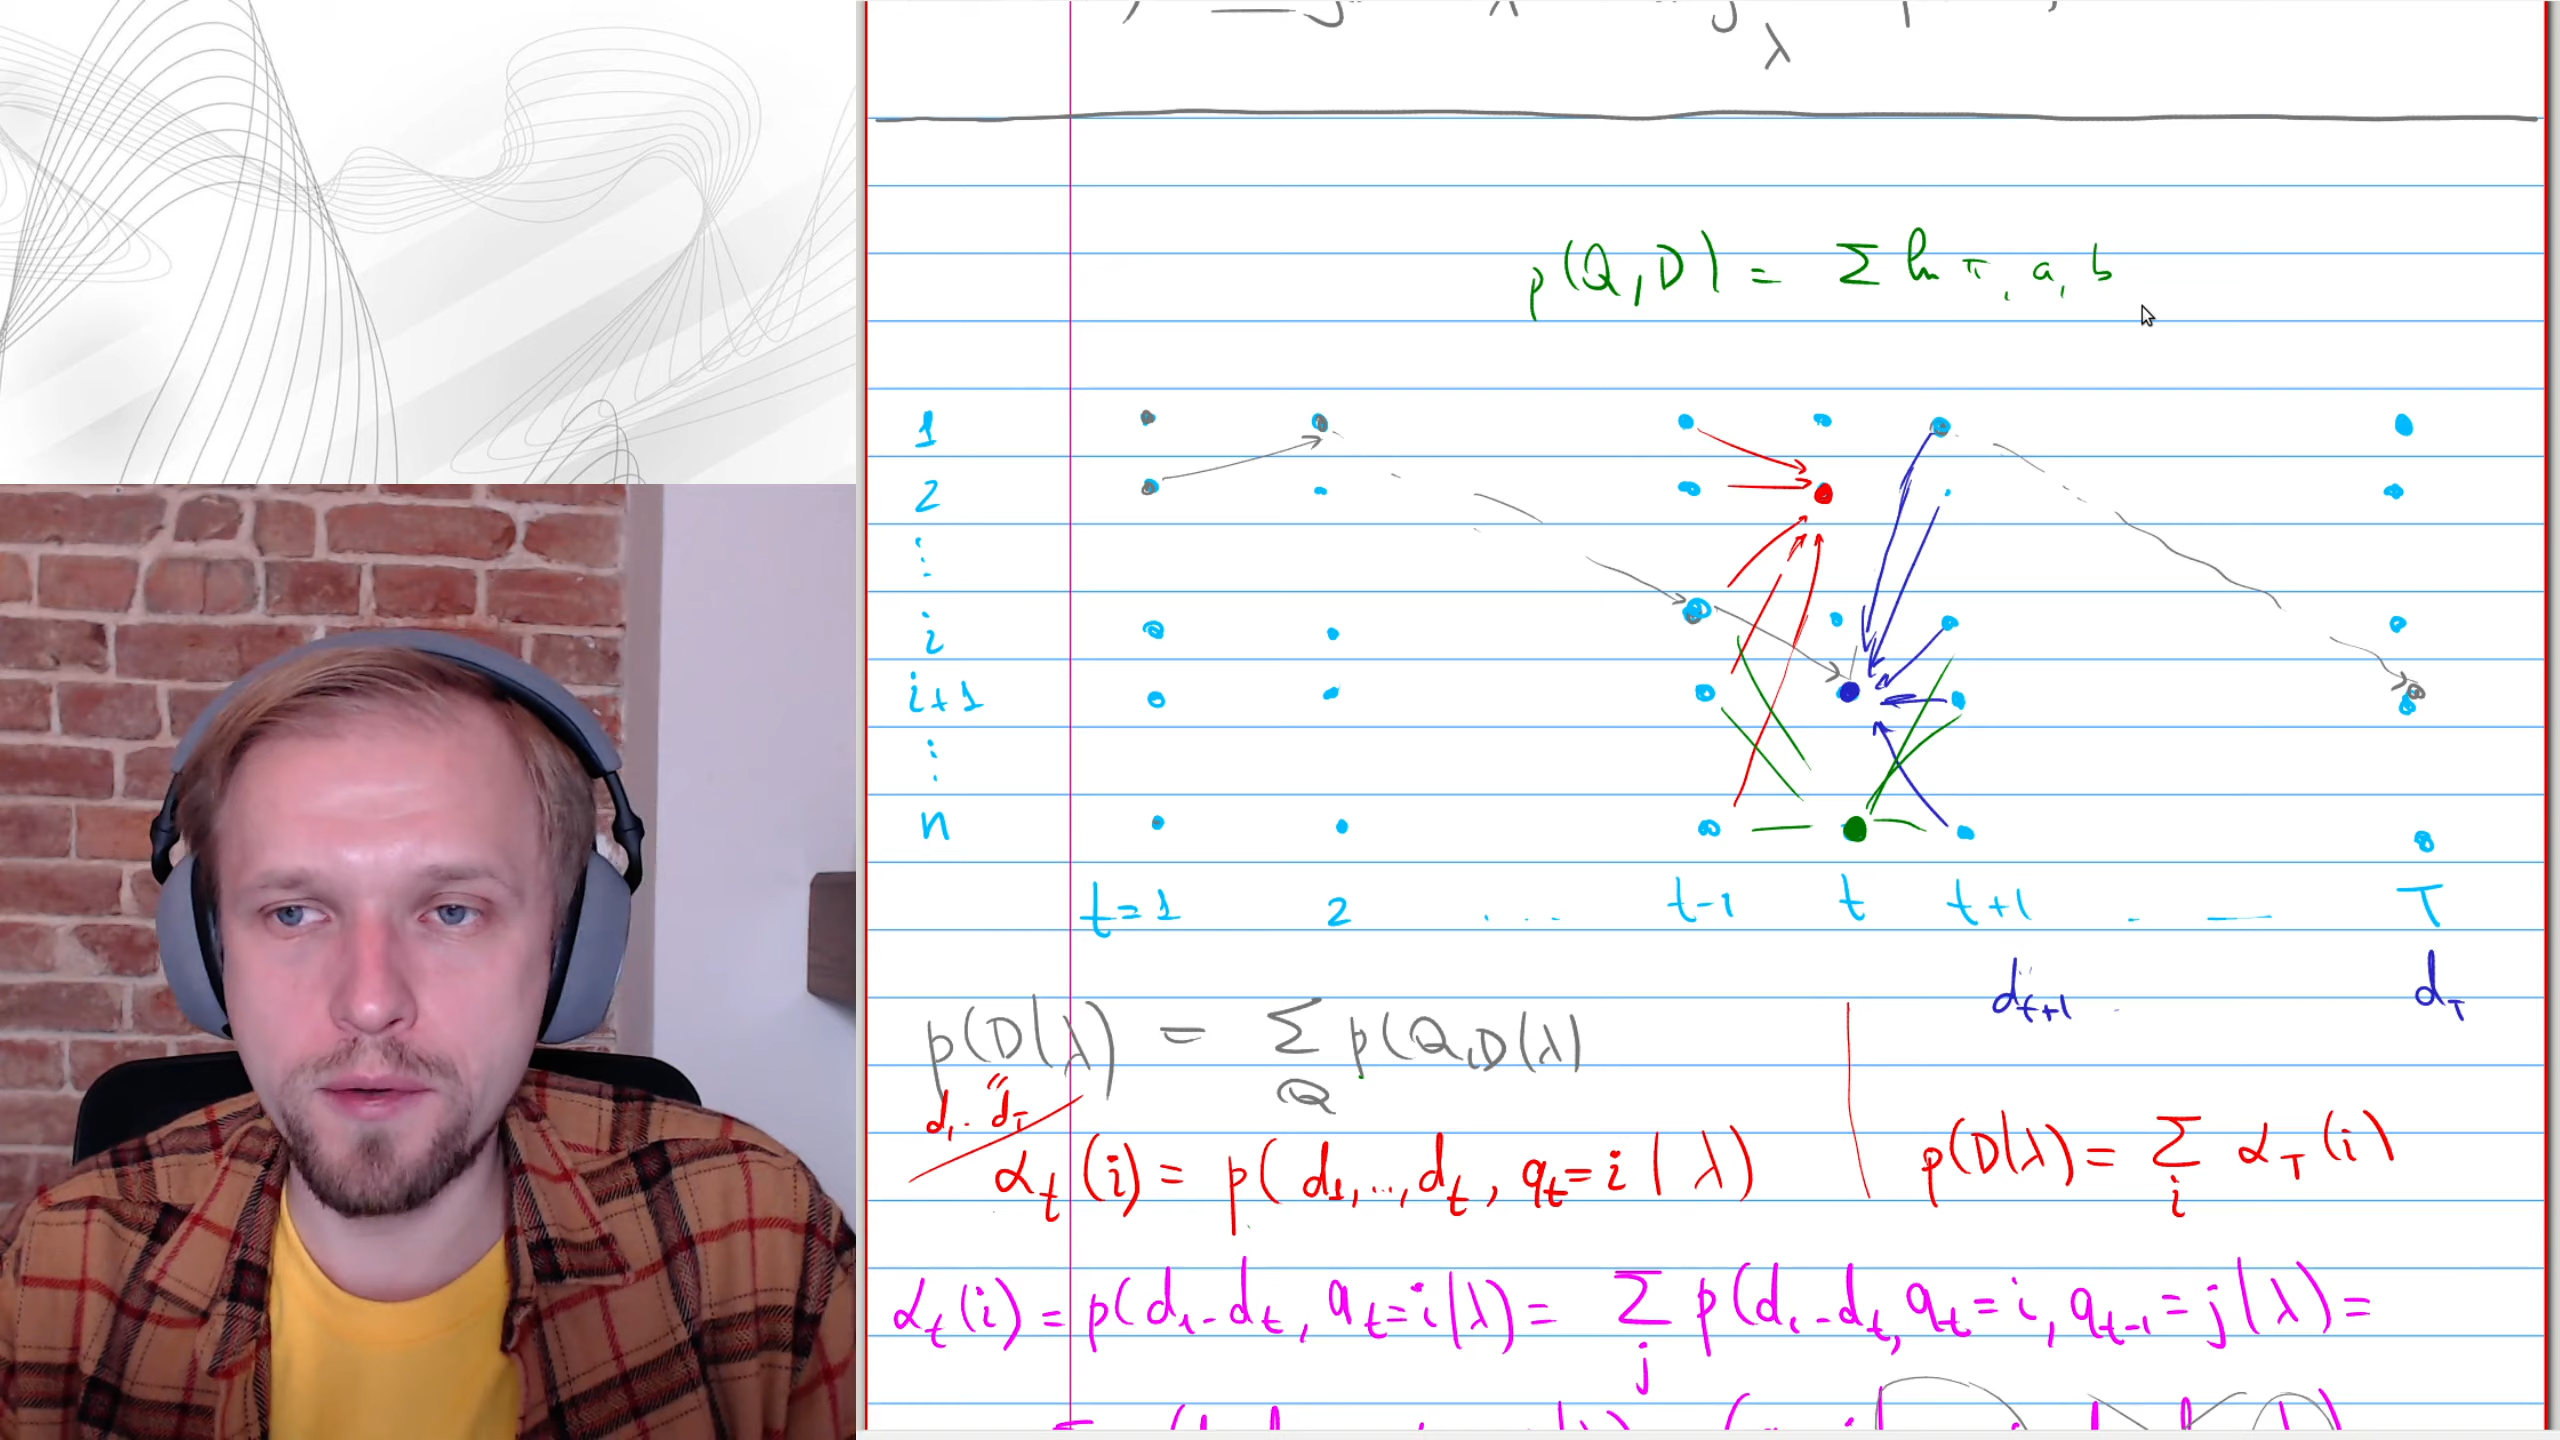 λ
p(Q, D) = Σ ln π, a, b
1
2
⋮
i
i+1
⋮
n
t=1 2 ... t-1 t t+1 . — T
d_{t+1} . d_T
p(D|λ) = Σ_Q p(Q,D|λ)
d_1 .. d_T
α_t(i) = p(d_1, ..., d_t, q_t = i | λ) p(D|λ) = Σ_i α_T(i)
α_t(i) = p(d_1 - d_t, q_t = i|λ) = Σ_j p(d_1 - d_t, q_t = i, q_{t-1} = j|λ) =